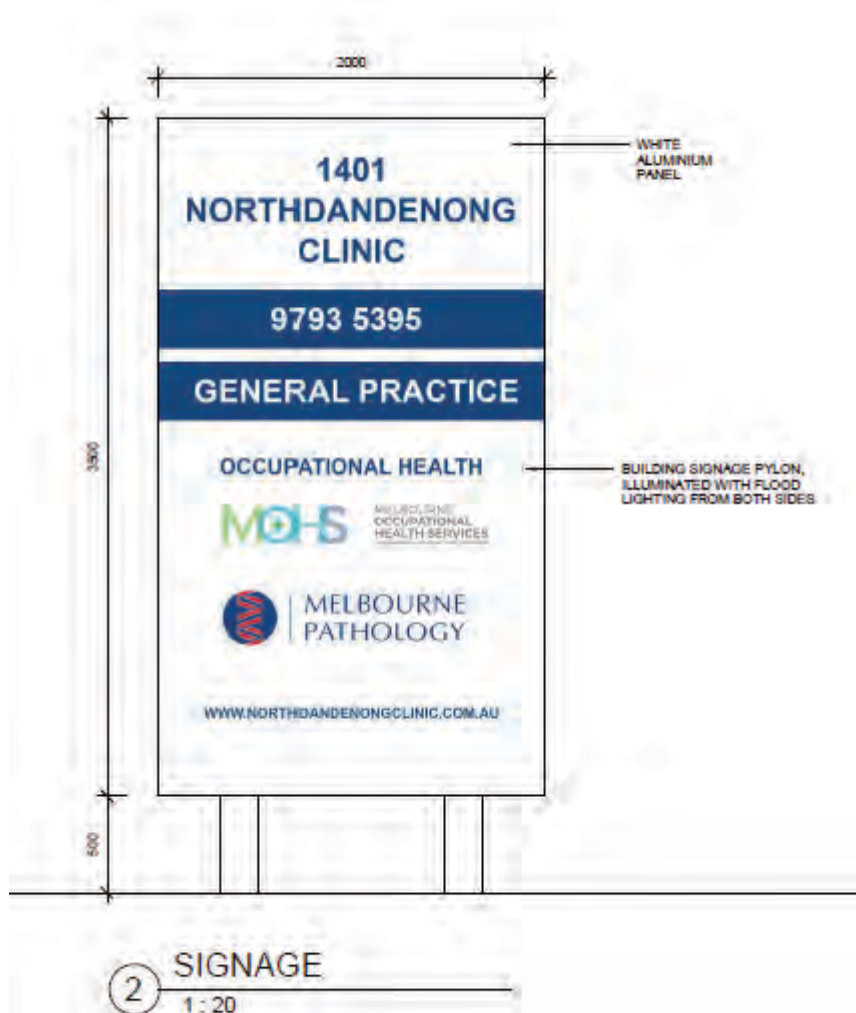 2000
WHITE
ALUMINIUM
PANEL
1401
NORTHDANDENONG
CLINIC
9793 5395
GENERAL PRACTICE
3500
OCCUPATIONAL HEALTH
BUILDING SIGNAGE PYLON,
ILLUMINATED WITH FLOOD
LIGHTING FROM BOTH SIDES
MOHS
MELBOURNE
OCCUPATIONAL
HEALTH SERVICES
MELBOURNE
PATHOLOGY
WWW.NORTHDANDENONGCLINIC.COM.AU
500
2
SIGNAGE
1 : 20